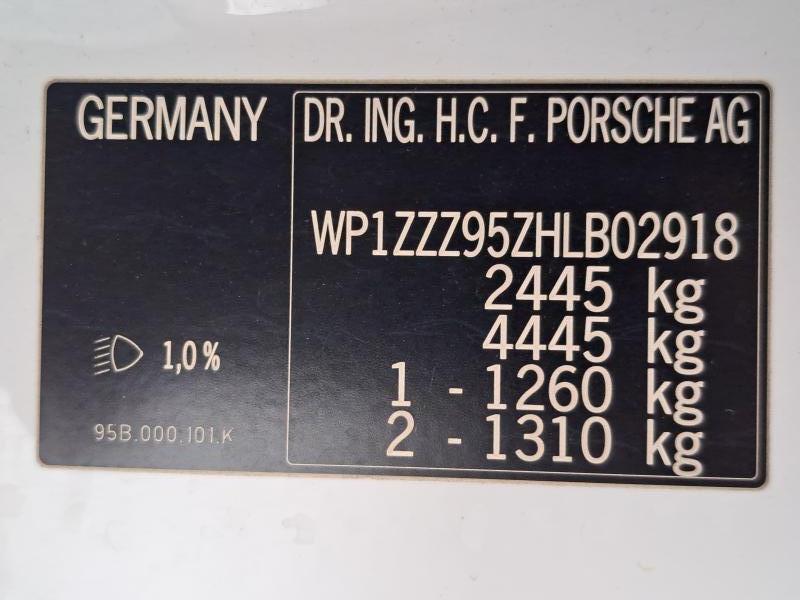 GERMANY
1,0%
95B.000.101.K
DR. ING. H.C. F. PORSCHE AG
WP1ZZZ95ZHLB02918
2445 kg
4445 kg
1 - 1260 kg
2 - 1310 kg